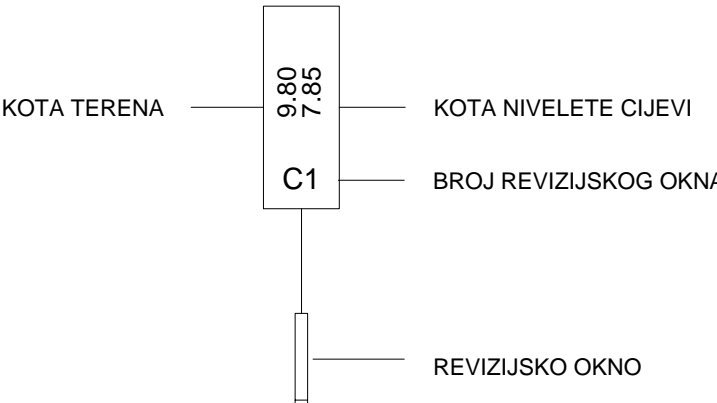 9.80
7.85
KOTA TERENA
KOTA NIVELETE CIJEVI
C1
BROJ REVIZIJSKOG OKNA
REVIZIJSKO OKNO